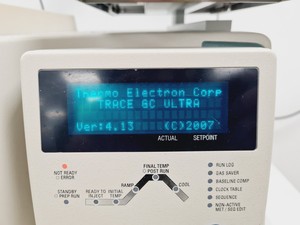 Thermo Electron Corp
TRACE GC ULTRA
Ver:4.13 (C)2007
ACTUAL SETPOINT
NOT READY
ERROR
FINAL TEMP
POST RUN
STANDBY
PREP RUN
READY TO
INJECT
INITIAL
TEMP
RAMP
COOL
RUN LOG
GAS SAVER
BASELINE COMP
CLOCK TABLE
SEQUENCE
NON-ACTIVE
MET / SEQ EDIT